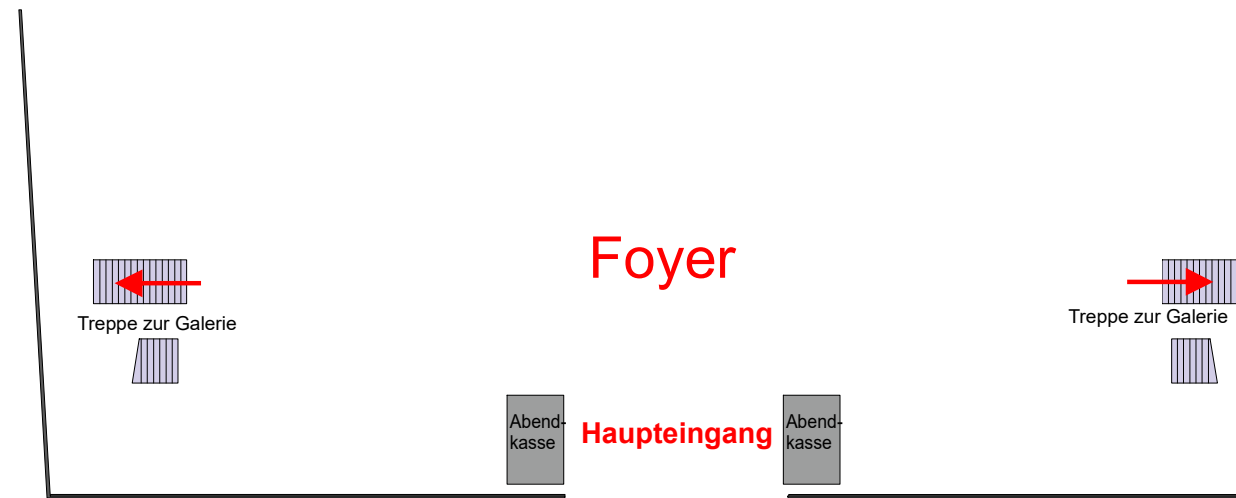 Foyer
Treppe zur Galerie
Treppe zur Galerie
Abend-
kasse
Haupteingang
Abend-
kasse